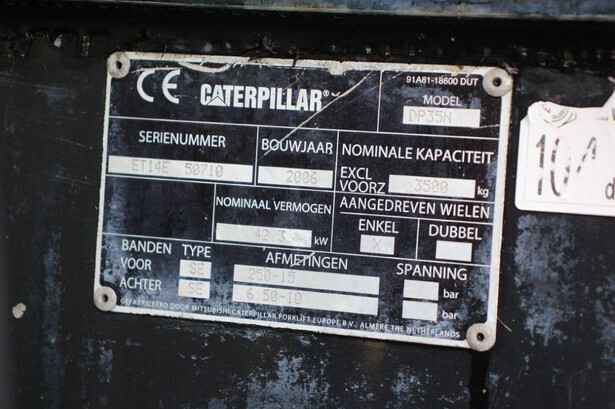 91A81-18600 DUT
CE CATERPILLAR®
MODEL
DP35N
SERIENUMMER
ET14E 50710
BOUWJAAR
2006
NOMINALE KAPACITEIT
EXCL VOORZ 3500 kg
NOMINAAL VERMOGEN
42.3 kW
AANGEDREVEN WIELEN
ENKEL DUBBEL
X
BANDEN TYPE AFMETINGEN SPANNING
VOOR SE 250-15 bar
ACHTER SE 6.50-10 bar
GEFABRICEERD DOOR MITSUBISHI CATERPILLAR FORKLIFT EUROPE B.V., ALMERE THE NETHERLANDS